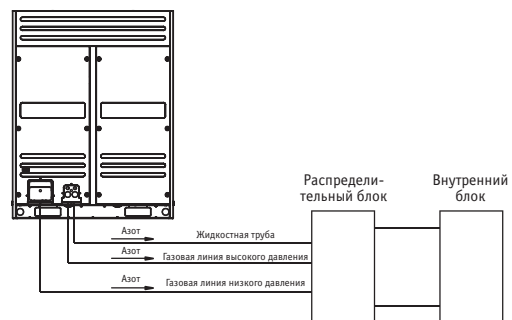 Распредели-
тельный блок
Внутренний
блок
Азот
Жидкостная труба
Азот
Газовая линия высокого давления
Азот
Газовая линия низкого давления